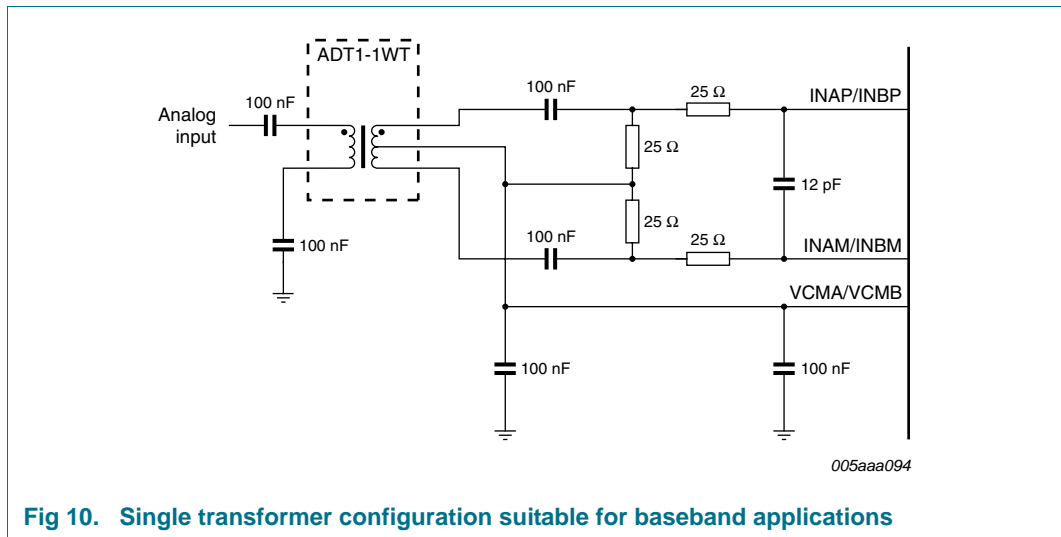 ADT1-1WT
100 nF
25 Ω
INAP/INBP
100 nF
Analog
input
25 Ω
12 pF
25 Ω
100 nF
25 Ω
100 nF
INAM/INBM
VCMA/VCMB
100 nF
100 nF
005aaa094
Fig 10. Single transformer configuration suitable for baseband applications